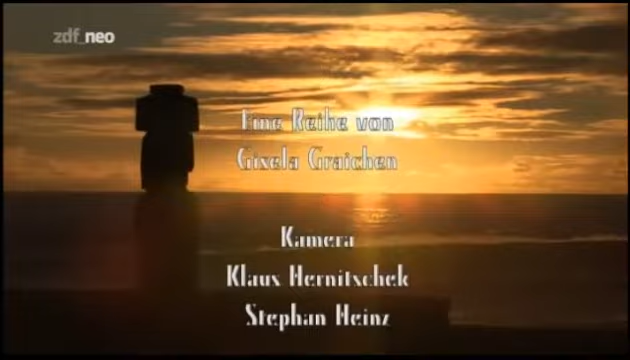 zdf_neo
Eine Reihe von
Gisela Graichen
Kamera
Klaus Hernitschek
Stephan Heinz